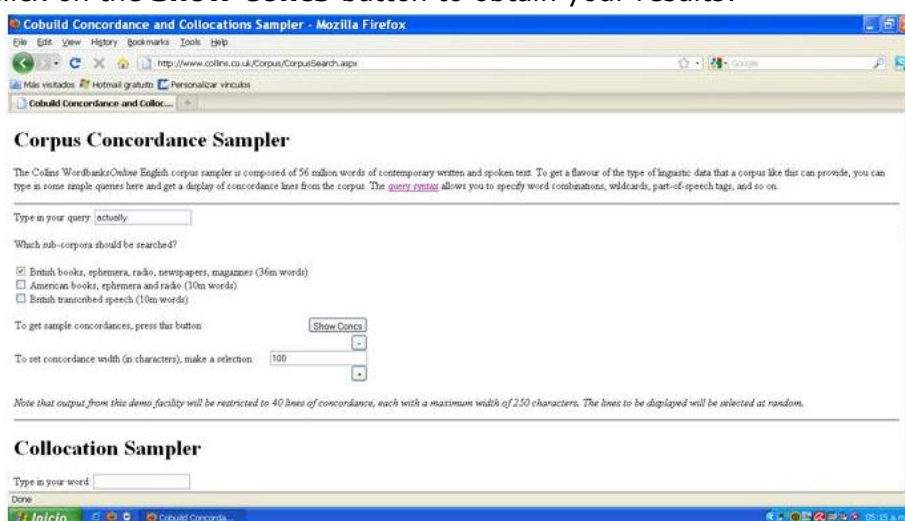 click on the Show Concs button to obtain your results.
Cobuild Concordance and Collocations Sampler - Mozilla Firefox
File Edit View History Bookmarks Tools Help
http://www.collins.co.uk/Corpus/CorpusSearch.aspx Google
Más visitados Hotmail gratuito Personalizar vínculos
Cobuild Concordance and Colloc...
Corpus Concordance Sampler
The Collins WordbanksOnline English corpus sampler is composed of 56 million words of contemporary written and spoken text. To get a flavour of the type of linguistic data that a corpus like this can provide, you can
type in some simple queries here and get a display of concordance lines from the corpus. The query syntax allows you to specify word combinations, wildcards, part-of-speech tags, and so on.
Type in your query: actually
Which sub-corpora should be searched?
British books, ephemera, radio, newspapers, magazines (36m words)
American books, ephemera and radio (10m words)
British transcribed speech (10m words)
To get sample concordances, press this button: Show Concs
-
To set concordance width (in characters), make a selection: 100
+
Note that output from this demo facility will be restricted to 40 lines of concordance, each with a maximum width of 250 characters. The lines to be displayed will be selected at random.
Collocation Sampler
Type in your word:
Done
Inicio Cobuild Concorda... 05:15 a.m.